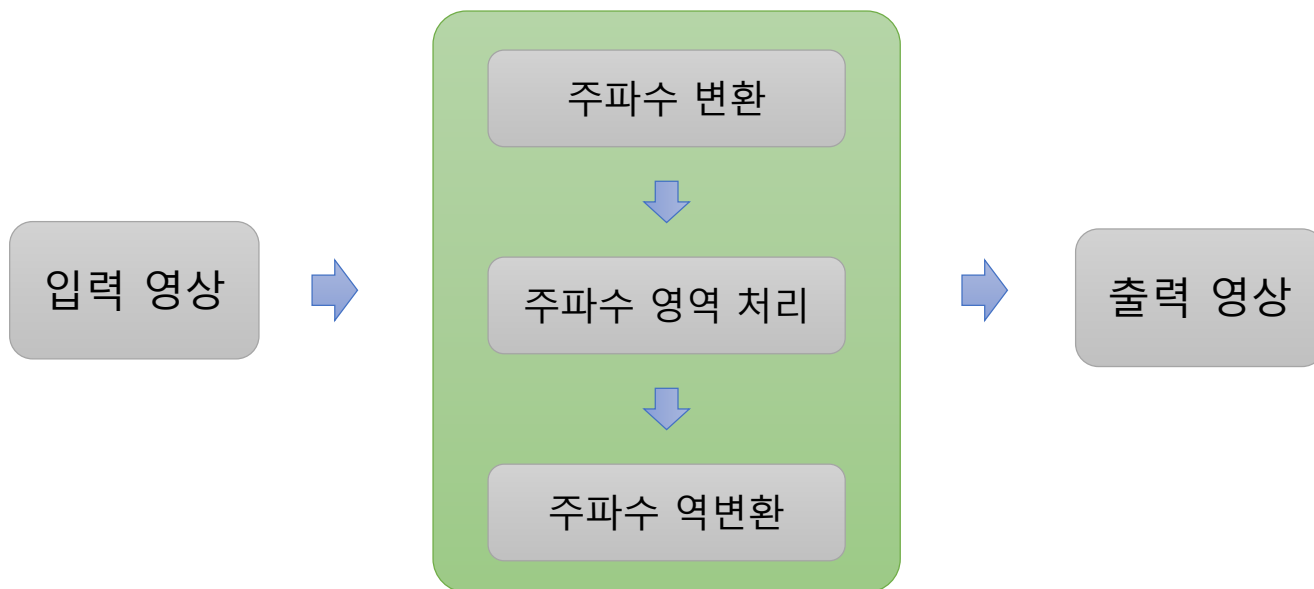 입력 영상
주파수 변환
주파수 영역 처리
주파수 역변환
출력 영상